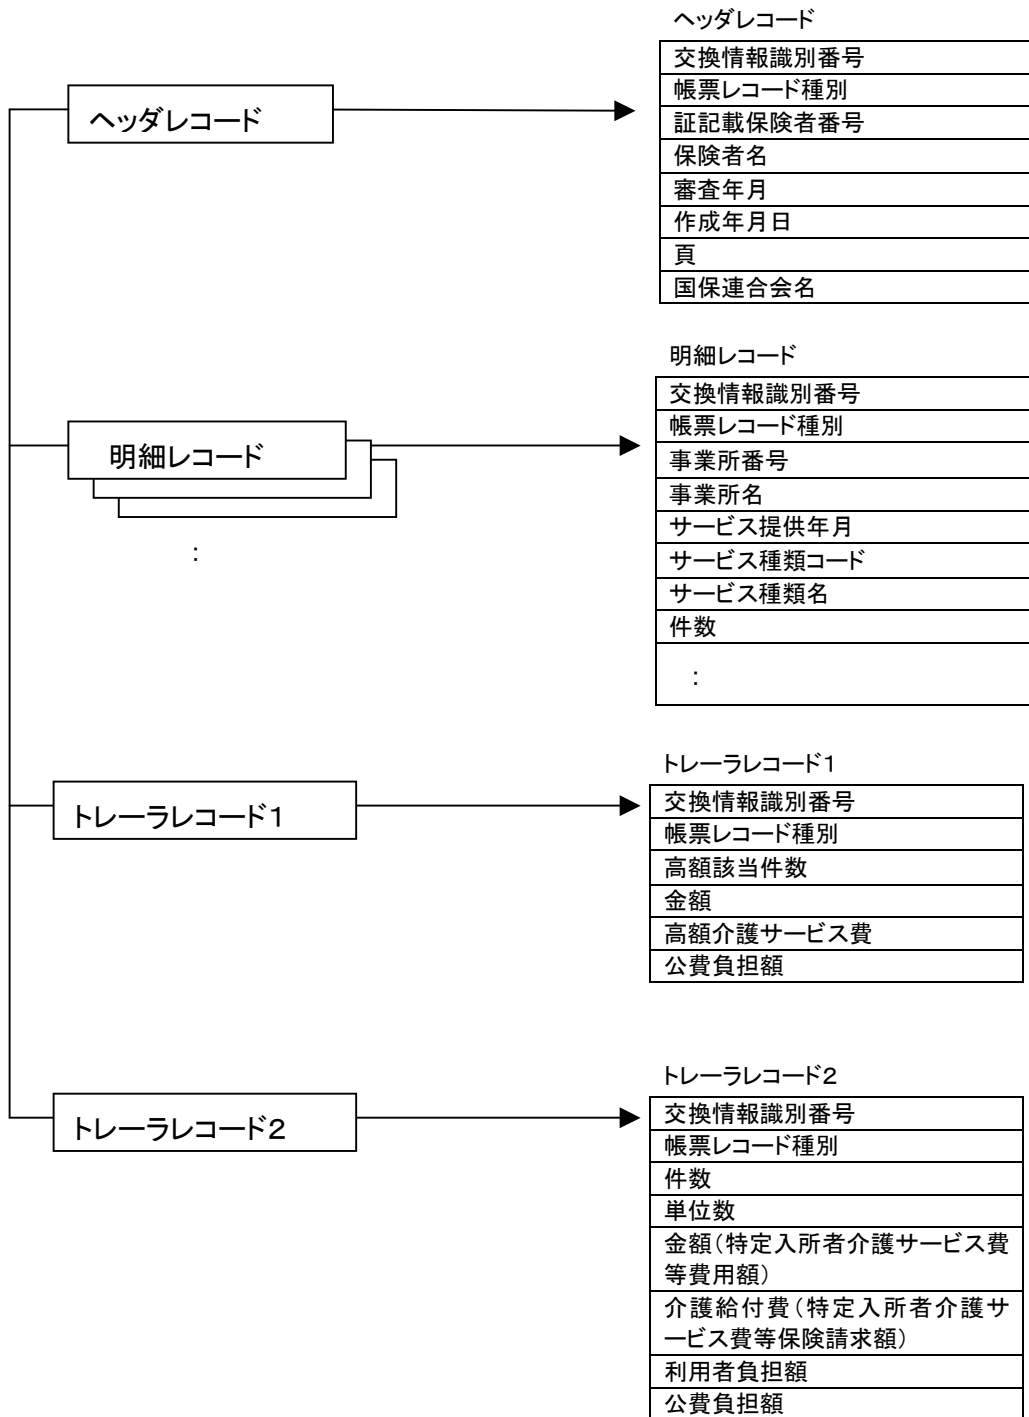 ヘッダレコード
ヘッダレコード
交換情報識別番号
帳票レコード種別
証記載保険者番号
保険者名
審査年月
作成年月日
頁
国保連合会名
明細レコード
:
明細レコード
交換情報識別番号
帳票レコード種別
事業所番号
事業所名
サービス提供年月
サービス種類コード
サービス種類名
件数
:
トレーラレコード1
トレーラレコード1
交換情報識別番号
帳票レコード種別
高額該当件数
金額
高額介護サービス費
公費負担額
トレーラレコード2
トレーラレコード2
交換情報識別番号
帳票レコード種別
件数
単位数
金額(特定入所者介護サービス費
等費用額)
介護給付費(特定入所者介護サ
ービス費等保険請求額)
利用者負担額
公費負担額